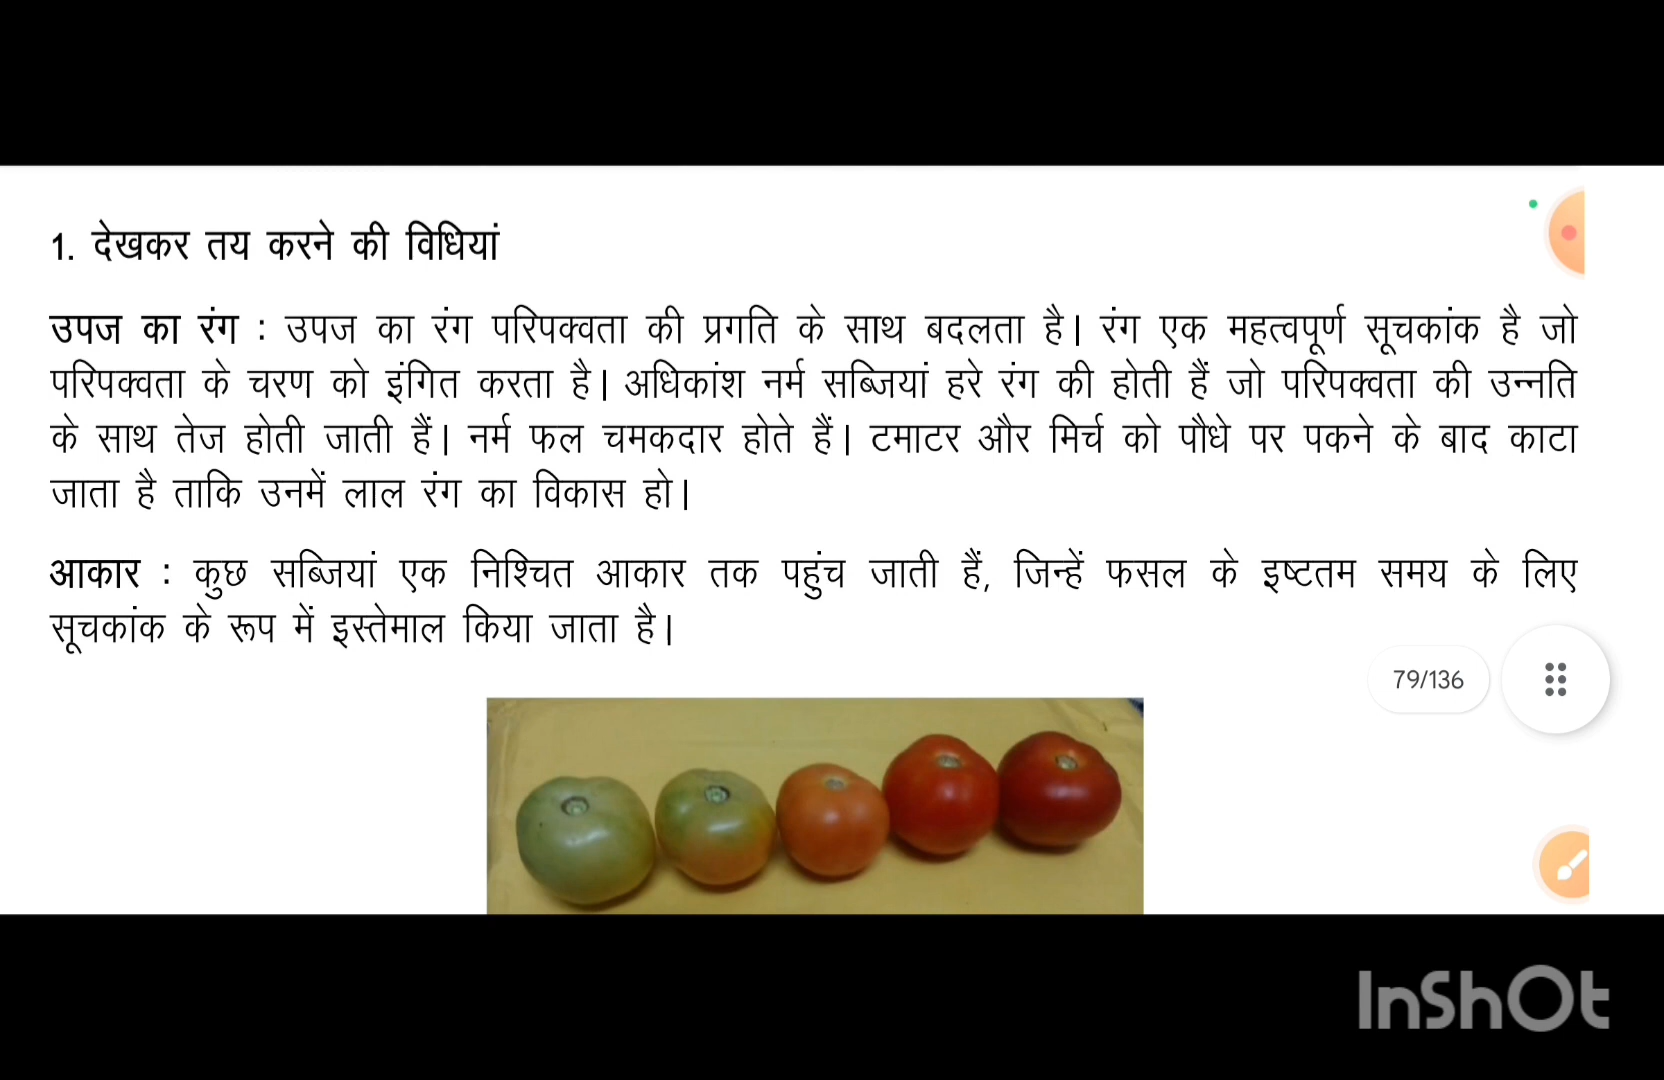 1. देखकर तय करने की विधियां
उपज का रंग : उपज का रंग परिपक्वता की प्रगति के साथ बदलता है। रंग एक महत्वपूर्ण सूचकांक है जो
परिपक्वता के चरण को इंगित करता है। अधिकांश नर्म सब्जियां हरे रंग की होती हैं जो परिपक्वता की उन्नति
के साथ तेज होती जाती हैं। नर्म फल चमकदार होते हैं। टमाटर और मिर्च को पौधे पर पकने के बाद काटा
जाता है ताकि उनमें लाल रंग का विकास हो।
आकार : कुछ सब्जियां एक निश्चित आकार तक पहुंच जाती हैं, जिन्हें फसल के इष्टतम समय के लिए
सूचकांक के रूप में इस्तेमाल किया जाता है।
79/136
InShOt